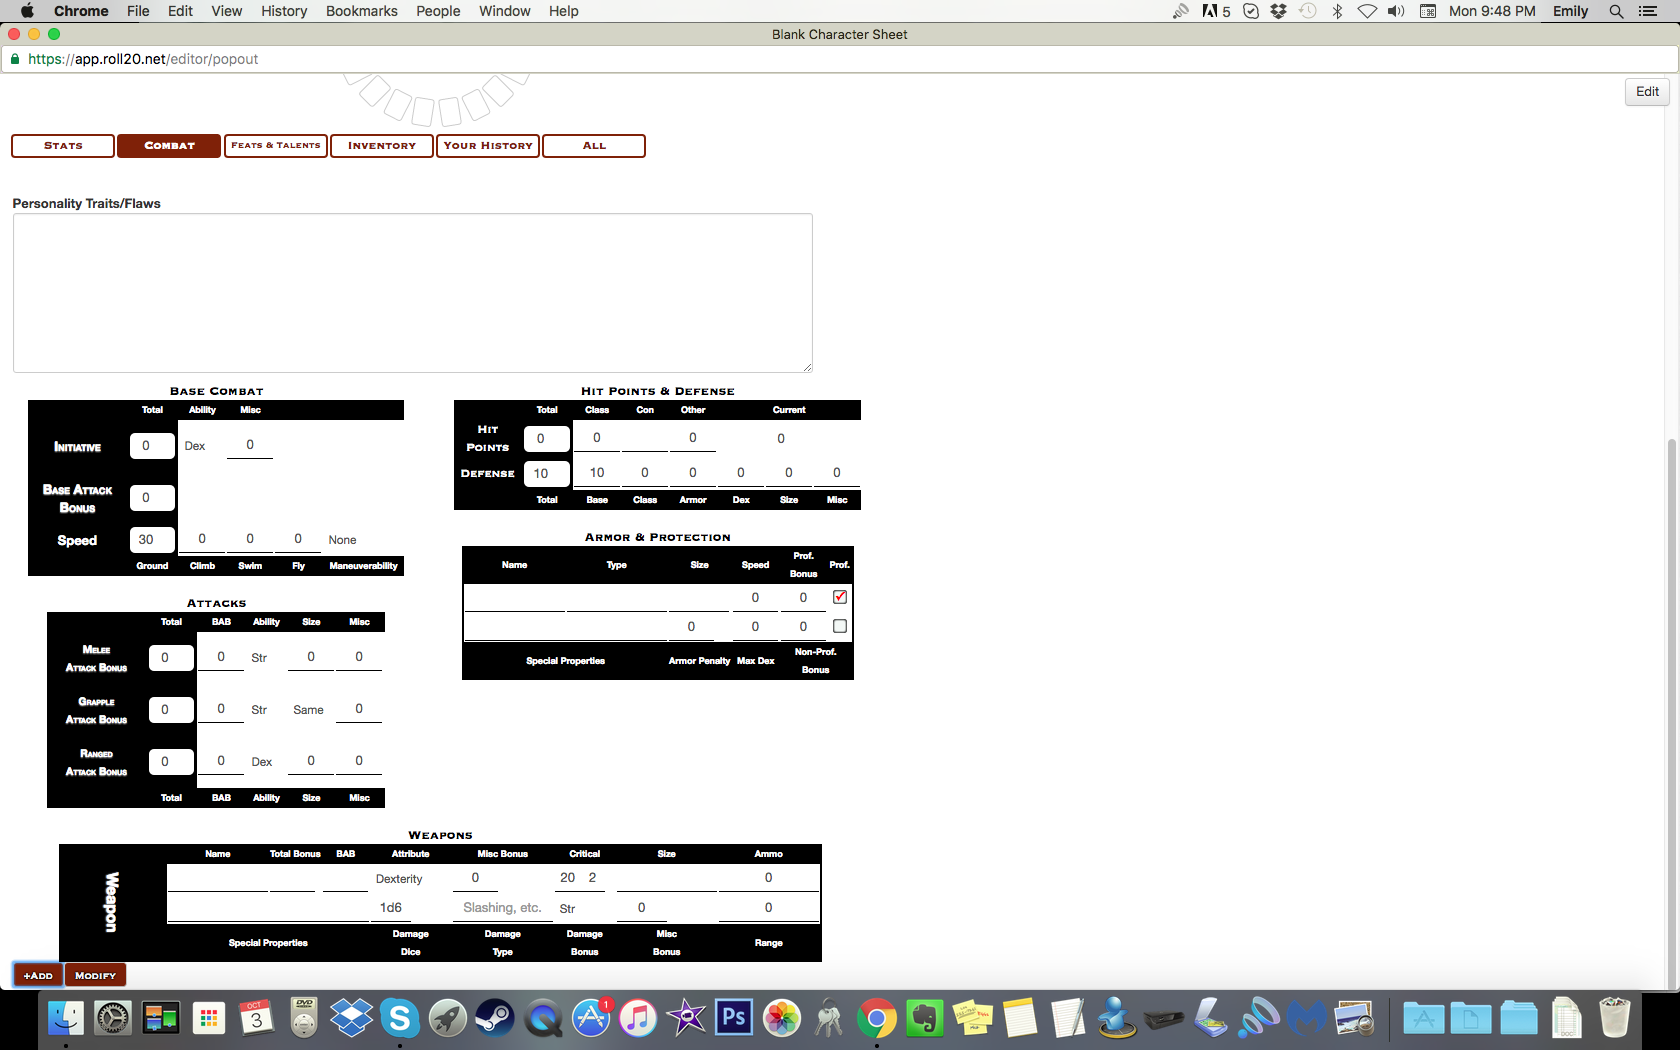 Chrome File Edit View History Bookmarks People Window Help 5 Mon 9:48 PM Emily
Blank Character Sheet
https://app.roll20.net/editor/popout
Edit
Stats Combat Feats & Talents Inventory Your History All
Personality Traits/Flaws
Base Combat
Total Ability Misc
Initiative 0 Dex 0
Base Attack
Bonus 0
Speed 30 0 0 0 None
Ground Climb Swim Fly Maneuverability
Hit Points & Defense
Total Class Con Other Current
Hit
Points 0 0 0 0
Defense 10 10 0 0 0 0 0
Total Base Class Armor Dex Size Misc
Armor & Protection
Name Type Size Speed Prof.
Bonus Prof.
0 0
0 0 0
Special Properties Armor Penalty Max Dex Non-Prof.
Bonus
Attacks
Total BAB Ability Size Misc
Melee
Attack Bonus 0 0 Str 0 0
Grapple
Attack Bonus 0 0 Str Same 0
Ranged
Attack Bonus 0 0 Dex 0 0
Total BAB Ability Size Misc
Weapons
Name Total Bonus BAB Attribute Misc Bonus Critical Size Ammo
Weapon
Dexterity 0 20 2 0
1d6 Slashing, etc. Str 0 0
Special Properties Damage
Dice Damage
Type Damage
Bonus Misc
Bonus Range
+Add Modify
OCT
3
DVD
1
Ps
DOC